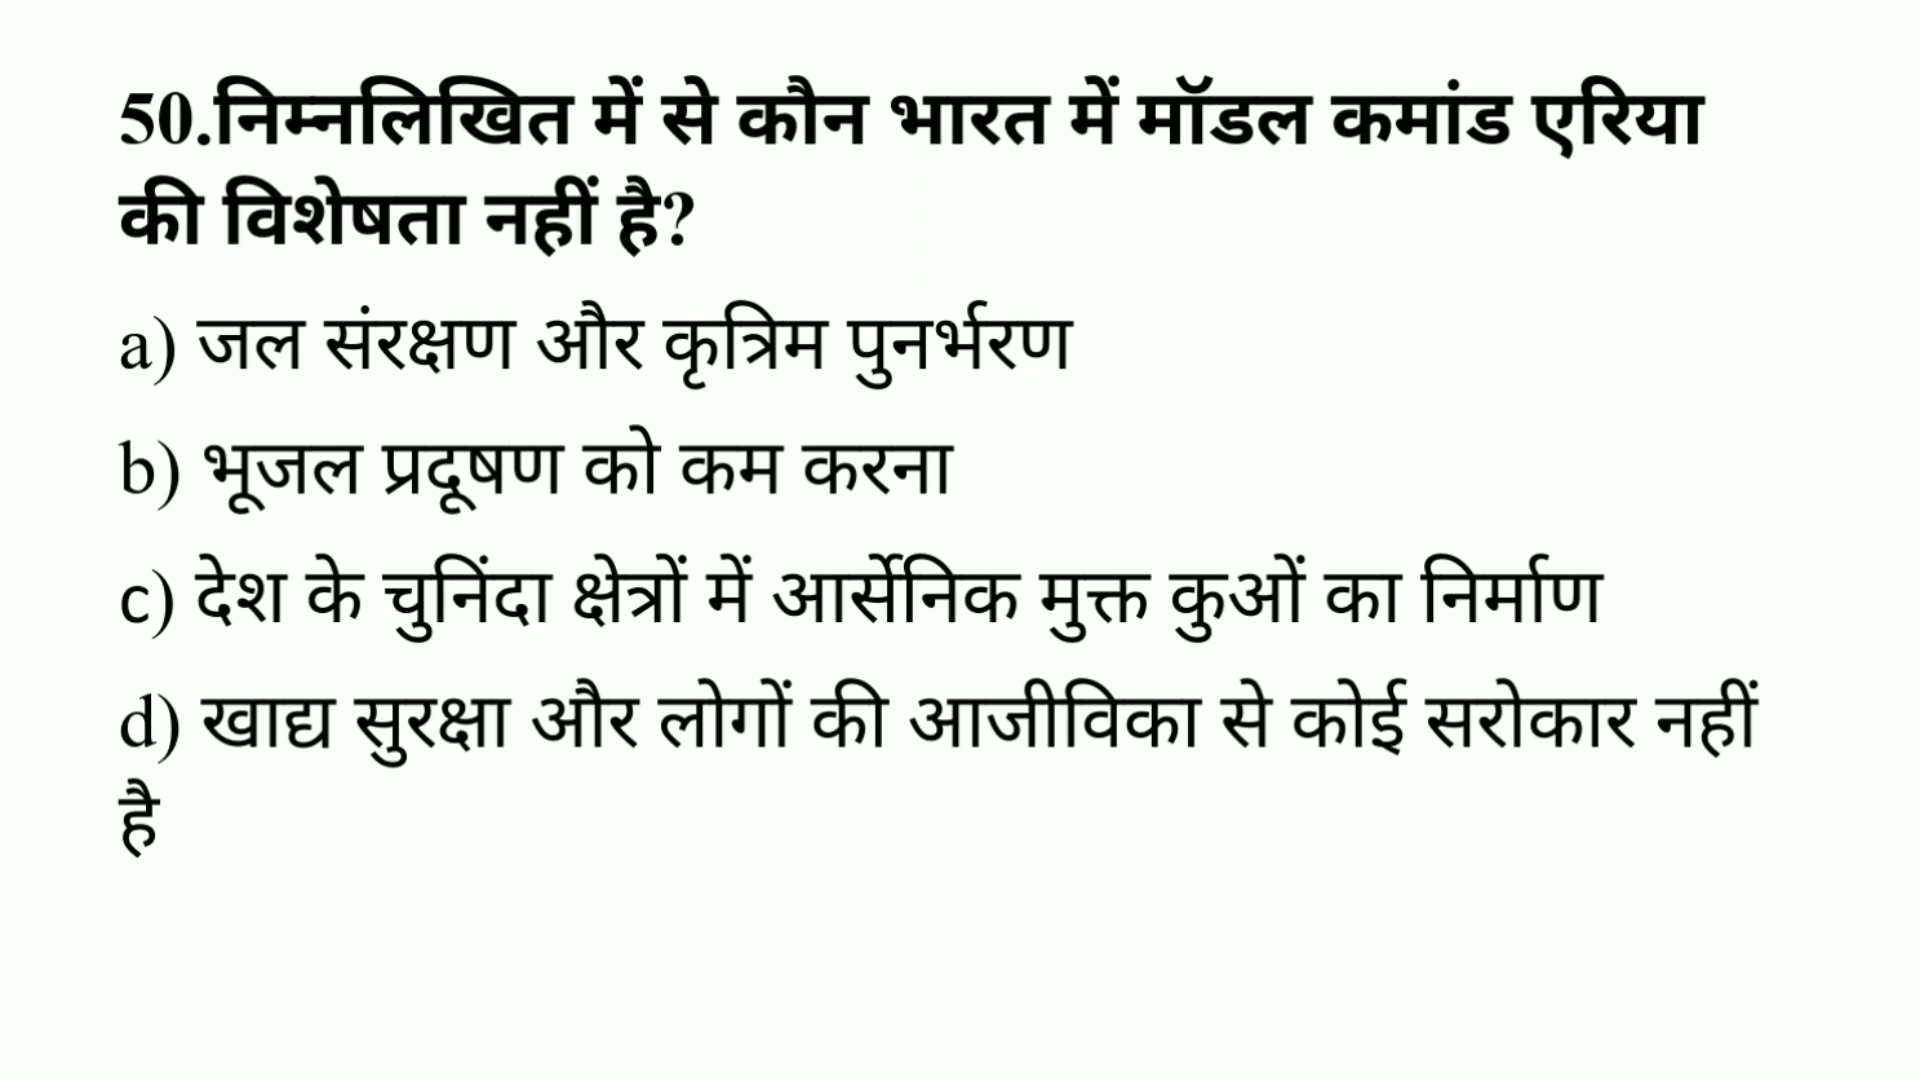 50.निम्नलिखित में से कौन भारत में मॉडल कमांड एरिया
की विशेषता नहीं है?
a) जल संरक्षण और कृत्रिम पुनर्भरण
b) भूजल प्रदूषण को कम करना
c) देश के चुनिंदा क्षेत्रों में आर्सेनिक मुक्त कुओं का निर्माण
d) खाद्य सुरक्षा और लोगों की आजीविका से कोई सरोकार नहीं
है